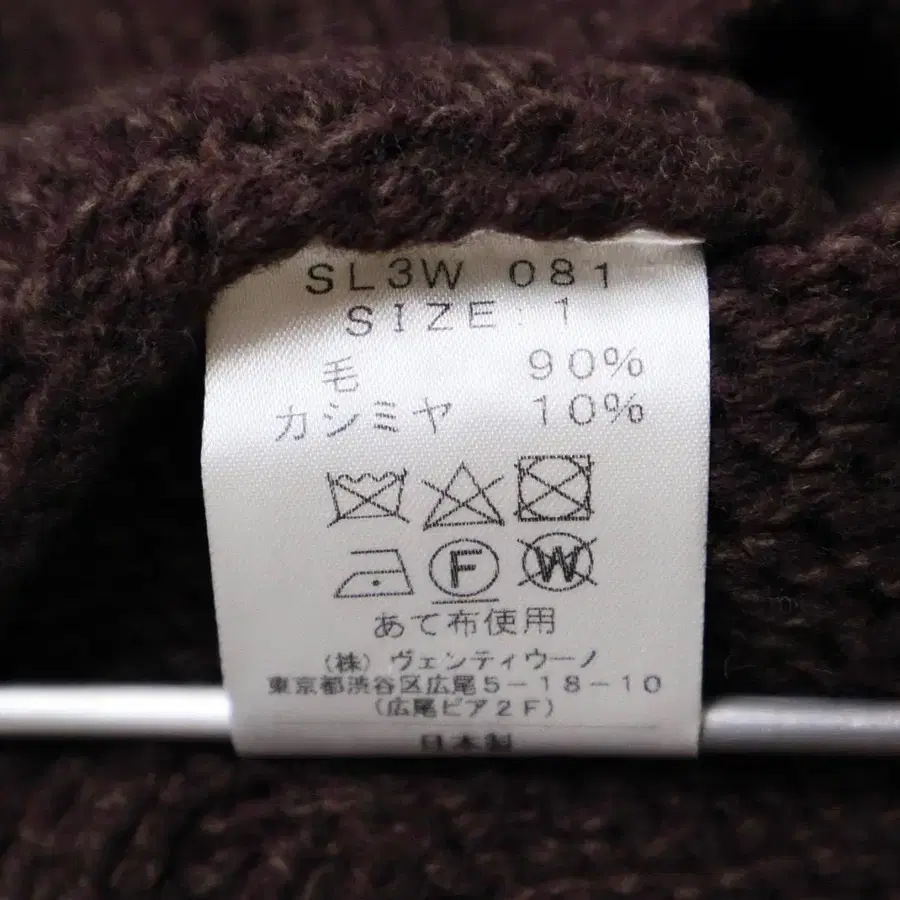 SL3W 081
SIZE:1
毛 90%
カシミヤ 10%
F W
あて布使用
(株)ヴェンティウーノ
東京都渋谷区広尾5-18-10
(広尾ピア2F)
日本製